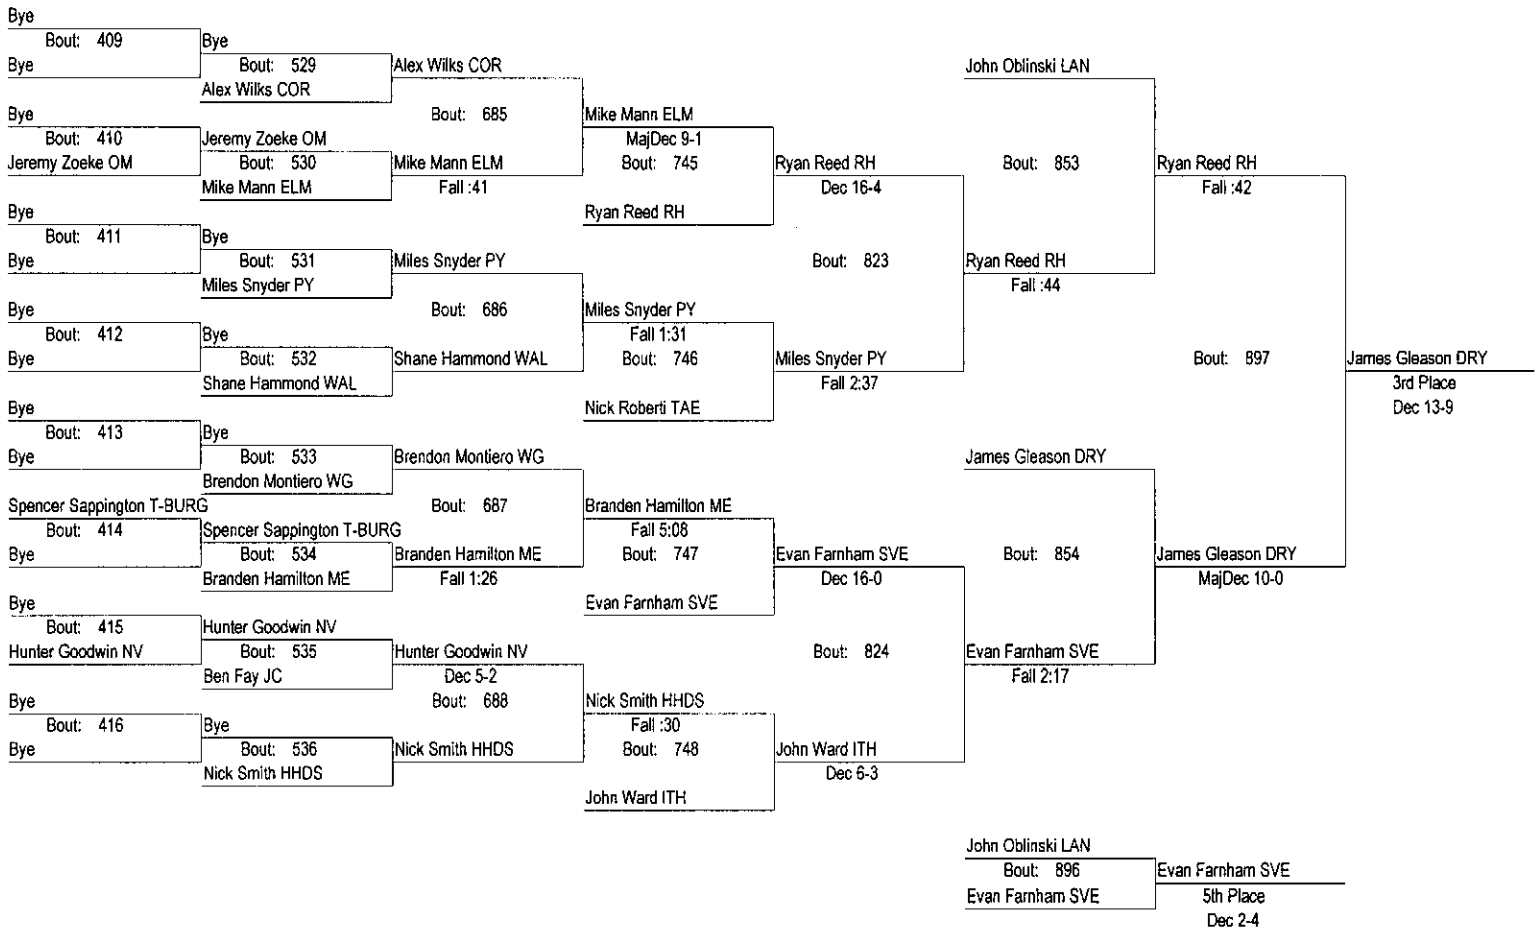 Bye
Bout: 409
Bye
Bye
Bout: 410
Jeremy Zoeke OM
Bye
Bout: 411
Bye
Bye
Bout: 412
Bye
Bye
Bout: 413
Bye
Spencer Sappington T-BURG
Bout: 414
Bye
Bye
Bout: 415
Hunter Goodwin NV
Bye
Bout: 416
Bye
Bye
Bout: 529
Alex Wilks COR
Jeremy Zoeke OM
Bout: 530
Mike Mann ELM
Bye
Bout: 531
Miles Snyder PY
Bye
Bout: 532
Shane Hammond WAL
Bye
Bout: 533
Brendon Montiero WG
Spencer Sappington T-BURG
Bout: 534
Branden Hamilton ME
Hunter Goodwin NV
Bout: 535
Ben Fay JC
Bye
Bout: 536
Nick Smith HHDS
Alex Wilks COR
Bout: 685
Mike Mann ELM
Fall :41
Miles Snyder PY
Bout: 686
Shane Hammond WAL
Brendon Montiero WG
Bout: 687
Branden Hamilton ME
Fall 1:26
Hunter Goodwin NV
Dec 5-2
Bout: 688
Nick Smith HHDS
Mike Mann ELM
MajDec 9-1
Bout: 745
Ryan Reed RH
Miles Snyder PY
Fall 1:31
Bout: 746
Nick Roberti TAE
Branden Hamilton ME
Fall 5:08
Bout: 747
Evan Farnham SVE
Nick Smith HHDS
Fall :30
Bout: 748
John Ward ITH
Ryan Reed RH
Dec 16-4
Bout: 823
Miles Snyder PY
Fall 2:37
Evan Farnham SVE
Dec 16-0
Bout: 824
John Ward ITH
Dec 6-3
John Oblinski LAN
Bout: 853
Ryan Reed RH
Fall :44
James Gleason DRY
Bout: 854
Evan Farnham SVE
Fall 2:17
Ryan Reed RH
Fall :42
Bout: 897
James Gleason DRY
MajDec 10-0
James Gleason DRY
3rd Place
Dec 13-9
John Oblinski LAN
Bout: 896
Evan Farnham SVE
Evan Farnham SVE
5th Place
Dec 2-4